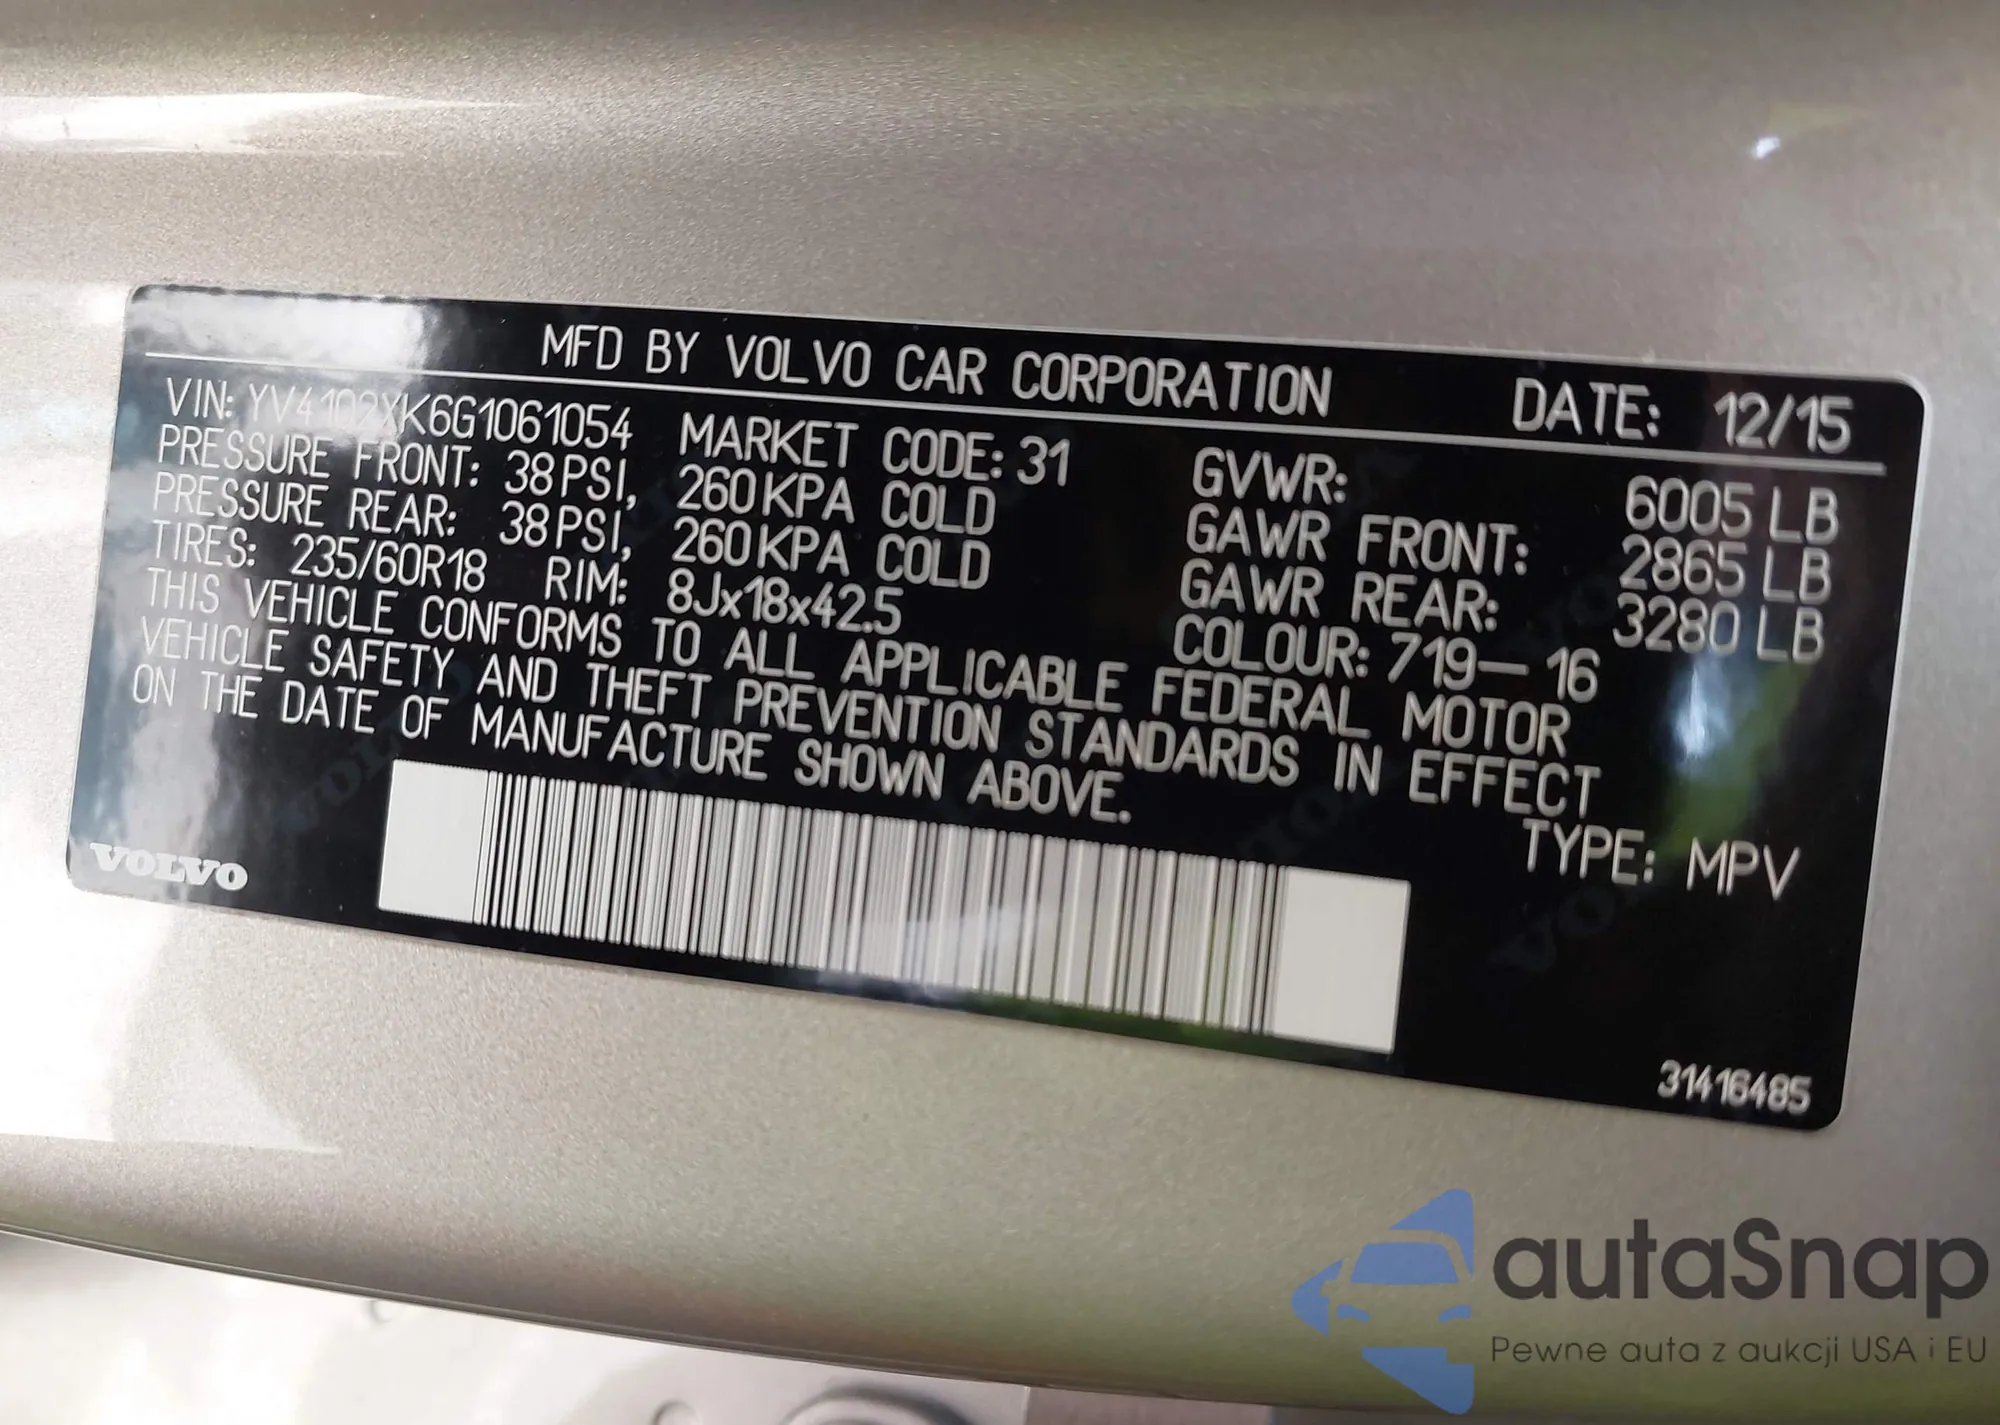 MFD BY VOLVO CAR CORPORATION DATE: 12/15
VIN: YV4102XK6G1061054 MARKET CODE: 31 GVWR: 6005 LB
PRESSURE FRONT: 38 PSI, 260 KPA COLD GAWR FRONT: 2865 LB
PRESSURE REAR: 38 PSI, 260 KPA COLD GAWR REAR: 3280 LB
TIRES: 235/60R18 RIM: 8Jx18x42.5 COLOUR: 719-16
THIS VEHICLE CONFORMS TO ALL APPLICABLE FEDERAL MOTOR
VEHICLE SAFETY AND THEFT PREVENTION STANDARDS IN EFFECT
ON THE DATE OF MANUFACTURE SHOWN ABOVE.
TYPE: MPV
VOLVO
31416485
autaSnap
Pewne auta z aukcji USA i EU